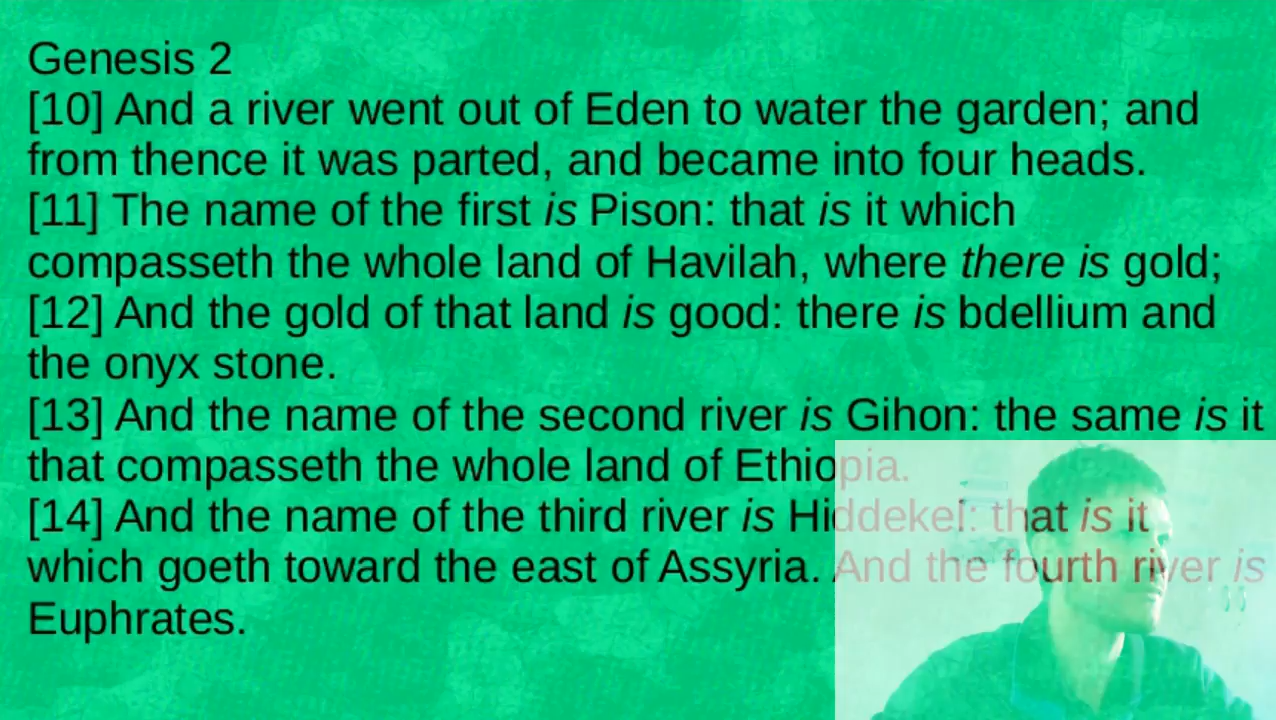 Genesis 2
[10] And a river went out of Eden to water the garden; and
from thence it was parted, and became into four heads.
[11] The name of the first is Pison: that is it which
compasseth the whole land of Havilah, where there is gold;
[12] And the gold of that land is good: there is bdellium and
the onyx stone.
[13] And the name of the second river is Gihon: the same is it
that compasseth the whole land of Ethiopia.
[14] And the name of the third river is Hiddekel: that is it
which goeth toward the east of Assyria. And the fourth river is
Euphrates.